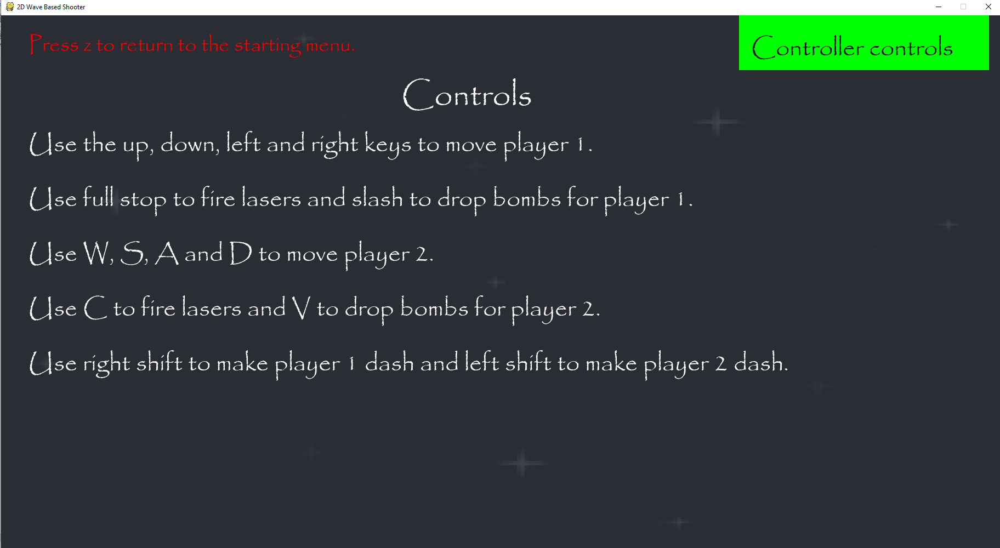 2D Wave Based Shooter
Press z to return to the starting menu.
Controller controls
Controls
Use the up, down, left and right keys to move player 1.
Use full stop to fire lasers and slash to drop bombs for player 1.
Use W, S, A and D to move player 2.
Use C to fire lasers and V to drop bombs for player 2.
Use right shift to make player 1 dash and left shift to make player 2 dash.